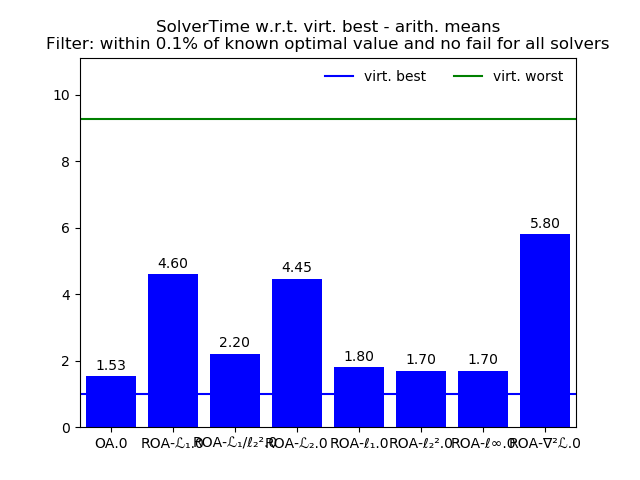 SolverTime w.r.t. virt. best - arith. means
Filter: within 0.1% of known optimal value and no fail for all solvers
virt. best virt. worst
10
8
6
4
2
0
1.53 4.60 2.20 4.45 1.80 1.70 1.70 5.80
OA.0 ROA-ℒ₁.0 ROA-ℒ₁/ℓ₂².0 ROA-ℒ₂.0 ROA-ℓ₁.0 ROA-ℓ₂².0 ROA-ℓ∞.0 ROA-∇²ℒ.0